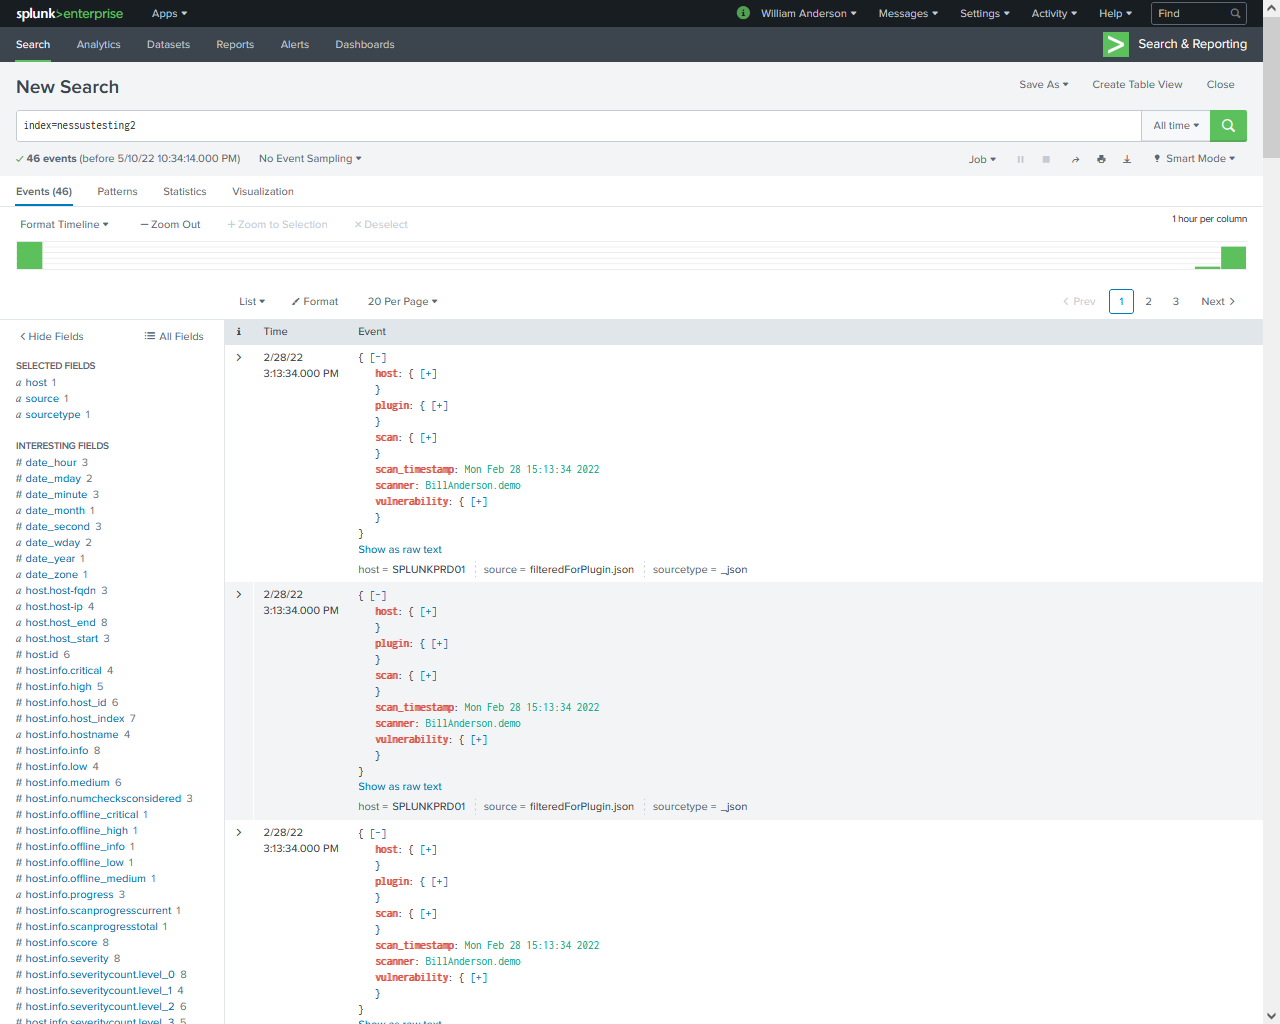 splunk>enterprise Apps William Anderson Messages Settings Activity Help Find
Search Analytics Datasets Reports Alerts Dashboards Search & Reporting
New Search Save As Create Table View Close
index=nessustesting2 All time
46 events (before 5/10/22 10:34:14.000 PM) No Event Sampling Job Smart Mode
Events (46) Patterns Statistics Visualization
Format Timeline — Zoom Out + Zoom to Selection × Deselect 1 hour per column
List Format 20 Per Page < Prev 1 2 3 Next >
< Hide Fields All Fields
SELECTED FIELDS
a host 1
a source 1
a sourcetype 1
INTERESTING FIELDS
# date_hour 3
# date_mday 2
# date_minute 3
a date_month 1
# date_second 3
a date_wday 2
# date_year 1
a date_zone 1
a host.host-fqdn 3
a host.host-ip 4
a host.host_end 8
a host.host_start 3
# host.id 6
# host.info.critical 4
# host.info.high 5
# host.info.host_id 6
# host.info.host_index 7
a host.info.hostname 4
# host.info.info 8
# host.info.low 4
# host.info.medium 6
# host.info.numchecksconsidered 3
# host.info.offline_critical 1
# host.info.offline_high 1
# host.info.offline_info 1
# host.info.offline_low 1
# host.info.offline_medium 1
a host.info.progress 3
# host.info.scanprogresscurrent 1
# host.info.scanprogresstotal 1
# host.info.score 8
# host.info.severity 8
# host.info.severitycount.level_0 8
# host.info.severitycount.level_1 4
# host.info.severitycount.level_2 6
# host.info.severitycount.level_3 5
i Time Event
> 2/28/22 { [-]
3:13:34.000 PM host: { [+]
}
plugin: { [+]
}
scan: { [+]
}
scan_timestamp: Mon Feb 28 15:13:34 2022
scanner: BillAnderson.demo
vulnerability: { [+]
}
}
Show as raw text
host = SPLUNKPRD01 source = filteredForPlugin.json sourcetype = _json
> 2/28/22 { [-]
3:13:34.000 PM host: { [+]
}
plugin: { [+]
}
scan: { [+]
}
scan_timestamp: Mon Feb 28 15:13:34 2022
scanner: BillAnderson.demo
vulnerability: { [+]
}
}
Show as raw text
host = SPLUNKPRD01 source = filteredForPlugin.json sourcetype = _json
> 2/28/22 { [-]
3:13:34.000 PM host: { [+]
}
plugin: { [+]
}
scan: { [+]
}
scan_timestamp: Mon Feb 28 15:13:34 2022
scanner: BillAnderson.demo
vulnerability: { [+]
}
}
Show as raw text